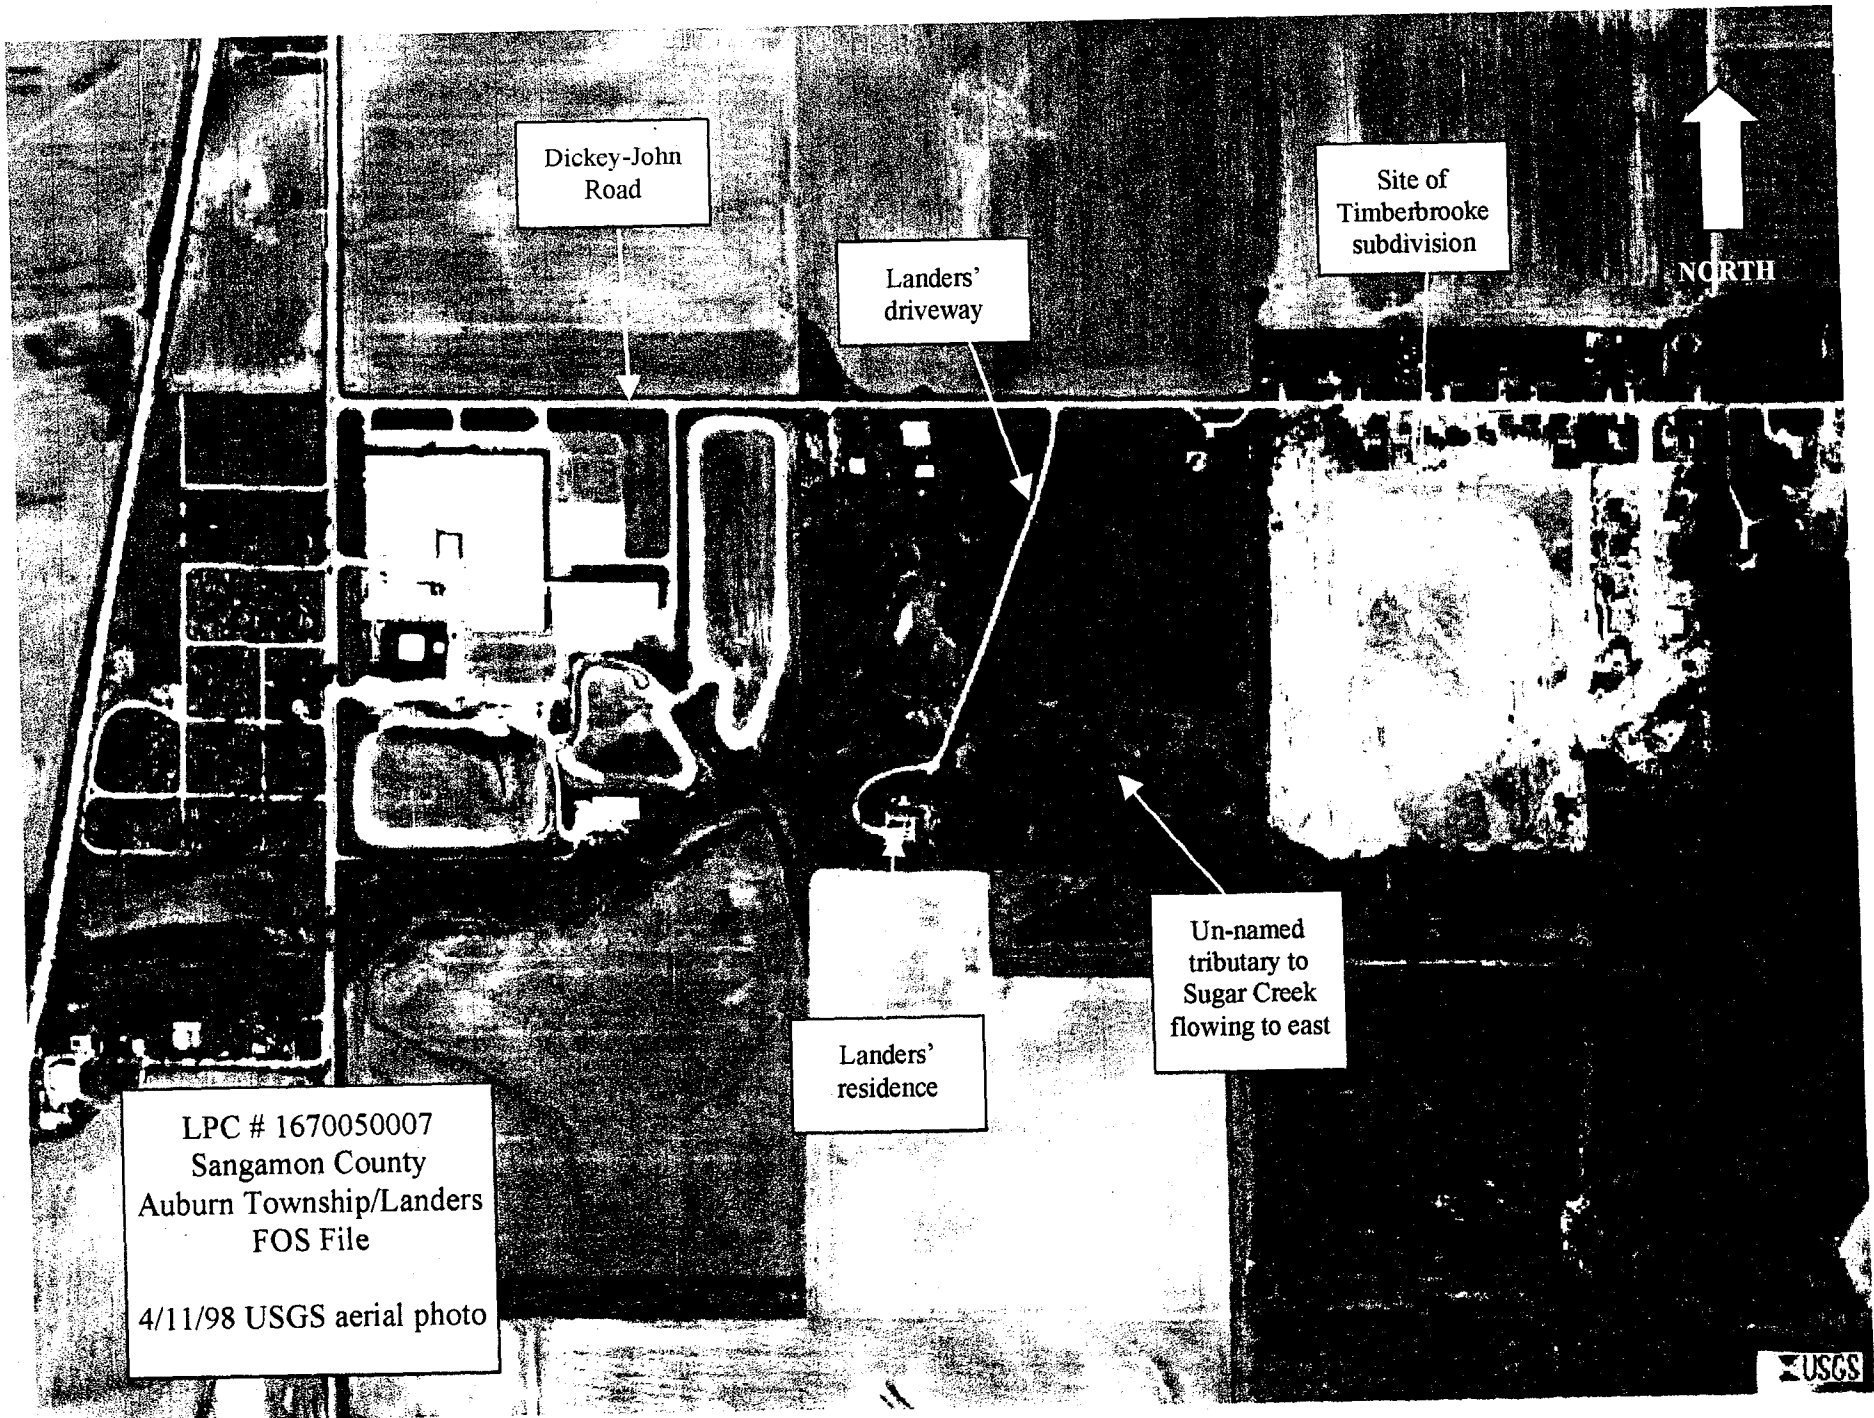 Dickey-John
Road
Landers'
driveway
Site of
Timberbrooke
subdivision
NORTH
Un-named
tributary to
Sugar Creek
flowing to east
Landers'
residence
LPC # 1670050007
Sangamon County
Auburn Township/Landers
FOS File
4/11/98 USGS aerial photo
USGS